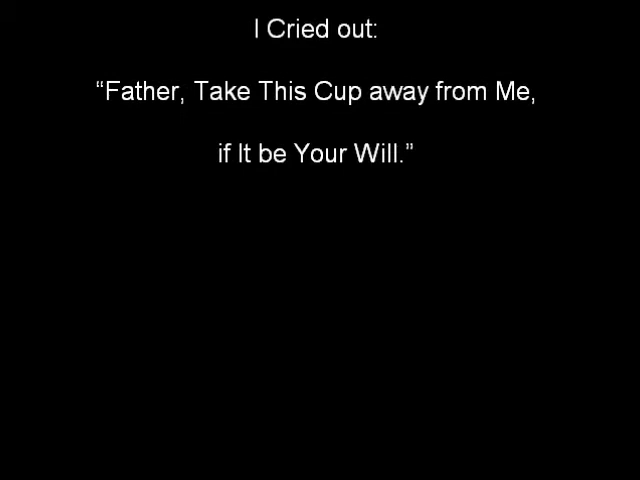 I Cried out:
“Father, Take This Cup away from Me,
if It be Your Will.”